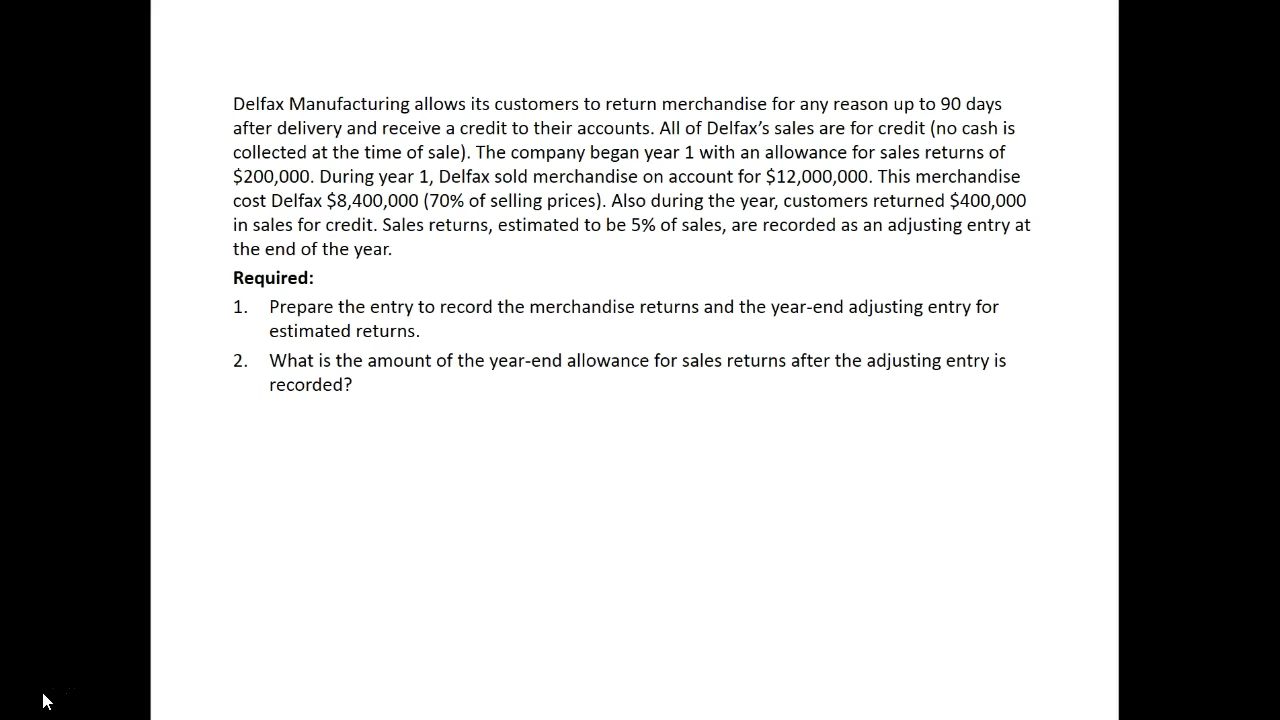 Delfax Manufacturing allows its customers to return merchandise for any reason up to 90 days
after delivery and receive a credit to their accounts. All of Delfax’s sales are for credit (no cash is
collected at the time of sale). The company began year 1 with an allowance for sales returns of
$200,000. During year 1, Delfax sold merchandise on account for $12,000,000. This merchandise
cost Delfax $8,400,000 (70% of selling prices). Also during the year, customers returned $400,000
in sales for credit. Sales returns, estimated to be 5% of sales, are recorded as an adjusting entry at
the end of the year.
Required:
1. Prepare the entry to record the merchandise returns and the year-end adjusting entry for
estimated returns.
2. What is the amount of the year-end allowance for sales returns after the adjusting entry is
recorded?